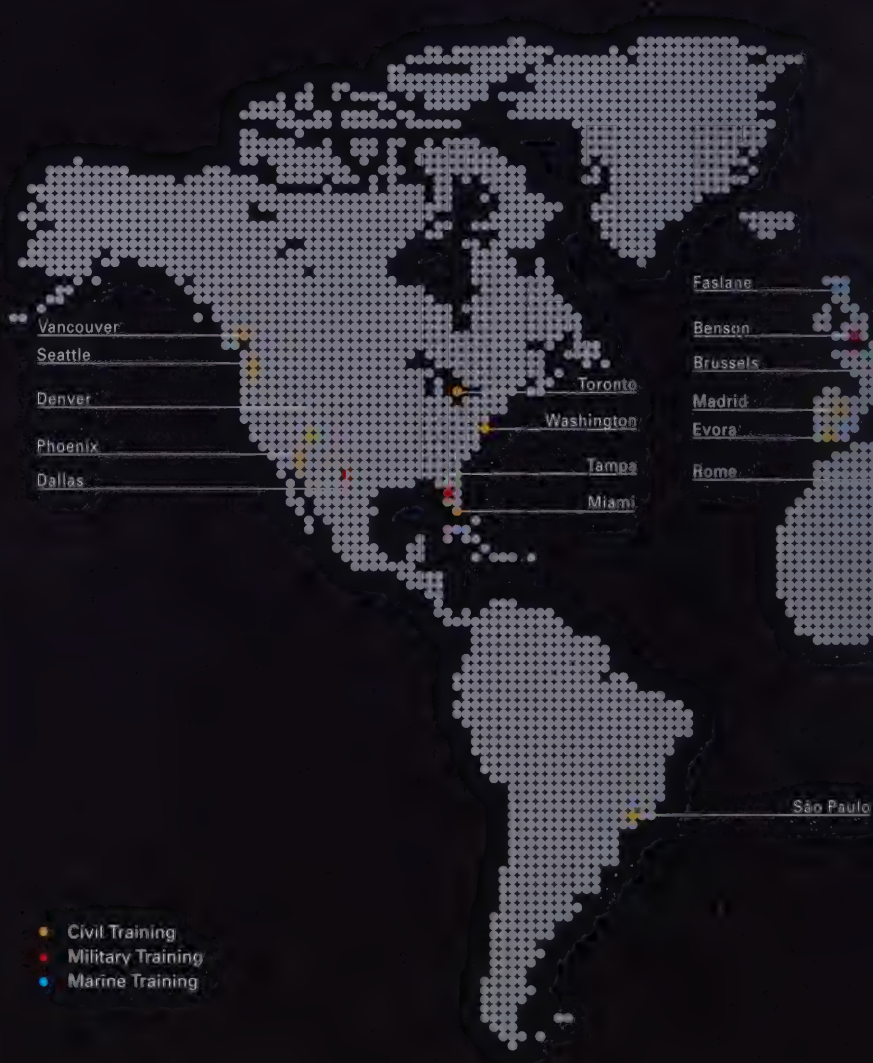 Vancouver
Seattle
Denver
Phoenix
Dallas
Toronto
Washington
Tampa
Miami
Faslane
Benson
Brussels
Madrid
Evora
Rome
São Paulo
Civil Training
Military Training
Marine Training